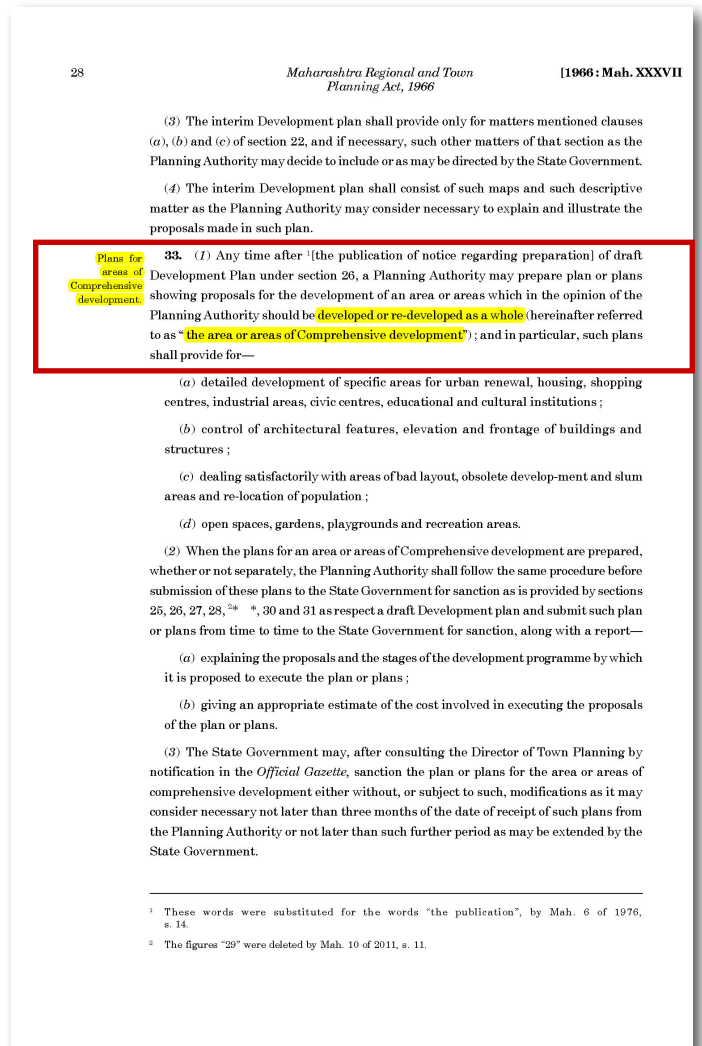 28
Maharashtra Regional and Town
Planning Act, 1966
[1966 : Mah. XXXVII
(3) The interim Development plan shall provide only for matters mentioned clauses
(a), (b) and (c) of section 22, and if necessary, such other matters of that section as the
Planning Authority may decide to include or as may be directed by the State Government.
(4) The interim Development plan shall consist of such maps and such descriptive
matter as the Planning Authority may consider necessary to explain and illustrate the
proposals made in such plan.
Plans for
areas of
Comprehensive
development.
33. (1) Any time after ¹[the publication of notice regarding preparation] of draft
Development Plan under section 26, a Planning Authority may prepare plan or plans
showing proposals for the development of an area or areas which in the opinion of the
Planning Authority should be developed or re-developed as a whole (hereinafter referred
to as “the area or areas of Comprehensive development”) ; and in particular, such plans
shall provide for—
(a) detailed development of specific areas for urban renewal, housing, shopping
centres, industrial areas, civic centres, educational and cultural institutions ;
(b) control of architectural features, elevation and frontage of buildings and
structures ;
(c) dealing satisfactorily with areas of bad layout, obsolete develop-ment and slum
areas and re-location of population ;
(d) open spaces, gardens, playgrounds and recreation areas.
(2) When the plans for an area or areas of Comprehensive development are prepared,
whether or not separately, the Planning Authority shall follow the same procedure before
submission of these plans to the State Government for sanction as is provided by sections
25, 26, 27, 28, ²* *, 30 and 31 as respect a draft Development plan and submit such plan
or plans from time to time to the State Government for sanction, along with a report—
(a) explaining the proposals and the stages of the development programme by which
it is proposed to execute the plan or plans ;
(b) giving an appropriate estimate of the cost involved in executing the proposals
of the plan or plans.
(3) The State Government may, after consulting the Director of Town Planning by
notification in the Official Gazette, sanction the plan or plans for the area or areas of
comprehensive development either without, or subject to such, modifications as it may
consider necessary not later than three months of the date of receipt of such plans from
the Planning Authority or not later than such further period as may be extended by the
State Government.
¹ These words were substituted for the words “the publication”, by Mah. 6 of 1976,
s. 14.
² The figures “29” were deleted by Mah. 10 of 2011, s. 11.